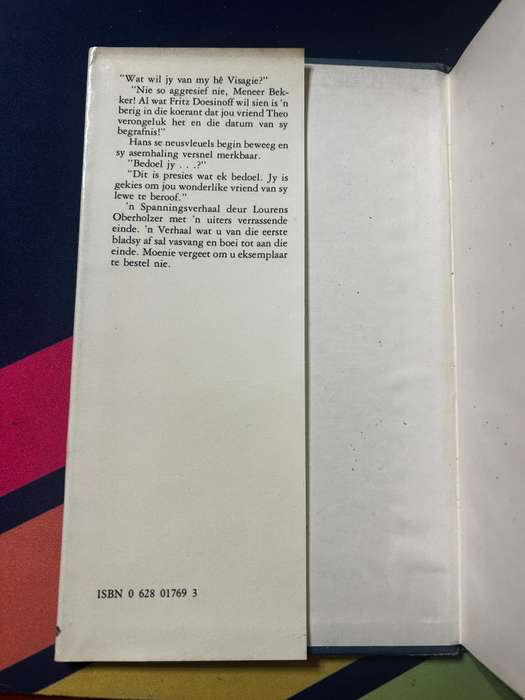 "Wat wil jy van my hê Visagie?"
"Nie so aggresief nie, Meneer Bek-
ker! Al wat Fritz Doesinoff wil sien is 'n
berig in die koerant dat jou vriend Theo
verongeluk het en die datum van sy
begrafnis!"
Hans se neusvleuels begin beweeg en
sy asemhaling versnel merkbaar.
"Bedoel jy . . .?"
"Dit is presies wat ek bedoel. Jy is
gekies om jou wonderlike vriend van sy
lewe te beroof."
'n Spanningsverhaal deur Lourens
Oberholzer met 'n uiters verrassende
einde. 'n Verhaal wat u van die eerste
bladsy af sal vasvang en boei tot aan die
einde. Moenie vergeet om u eksemplaar
te bestel nie.
ISBN 0 628 01769 3